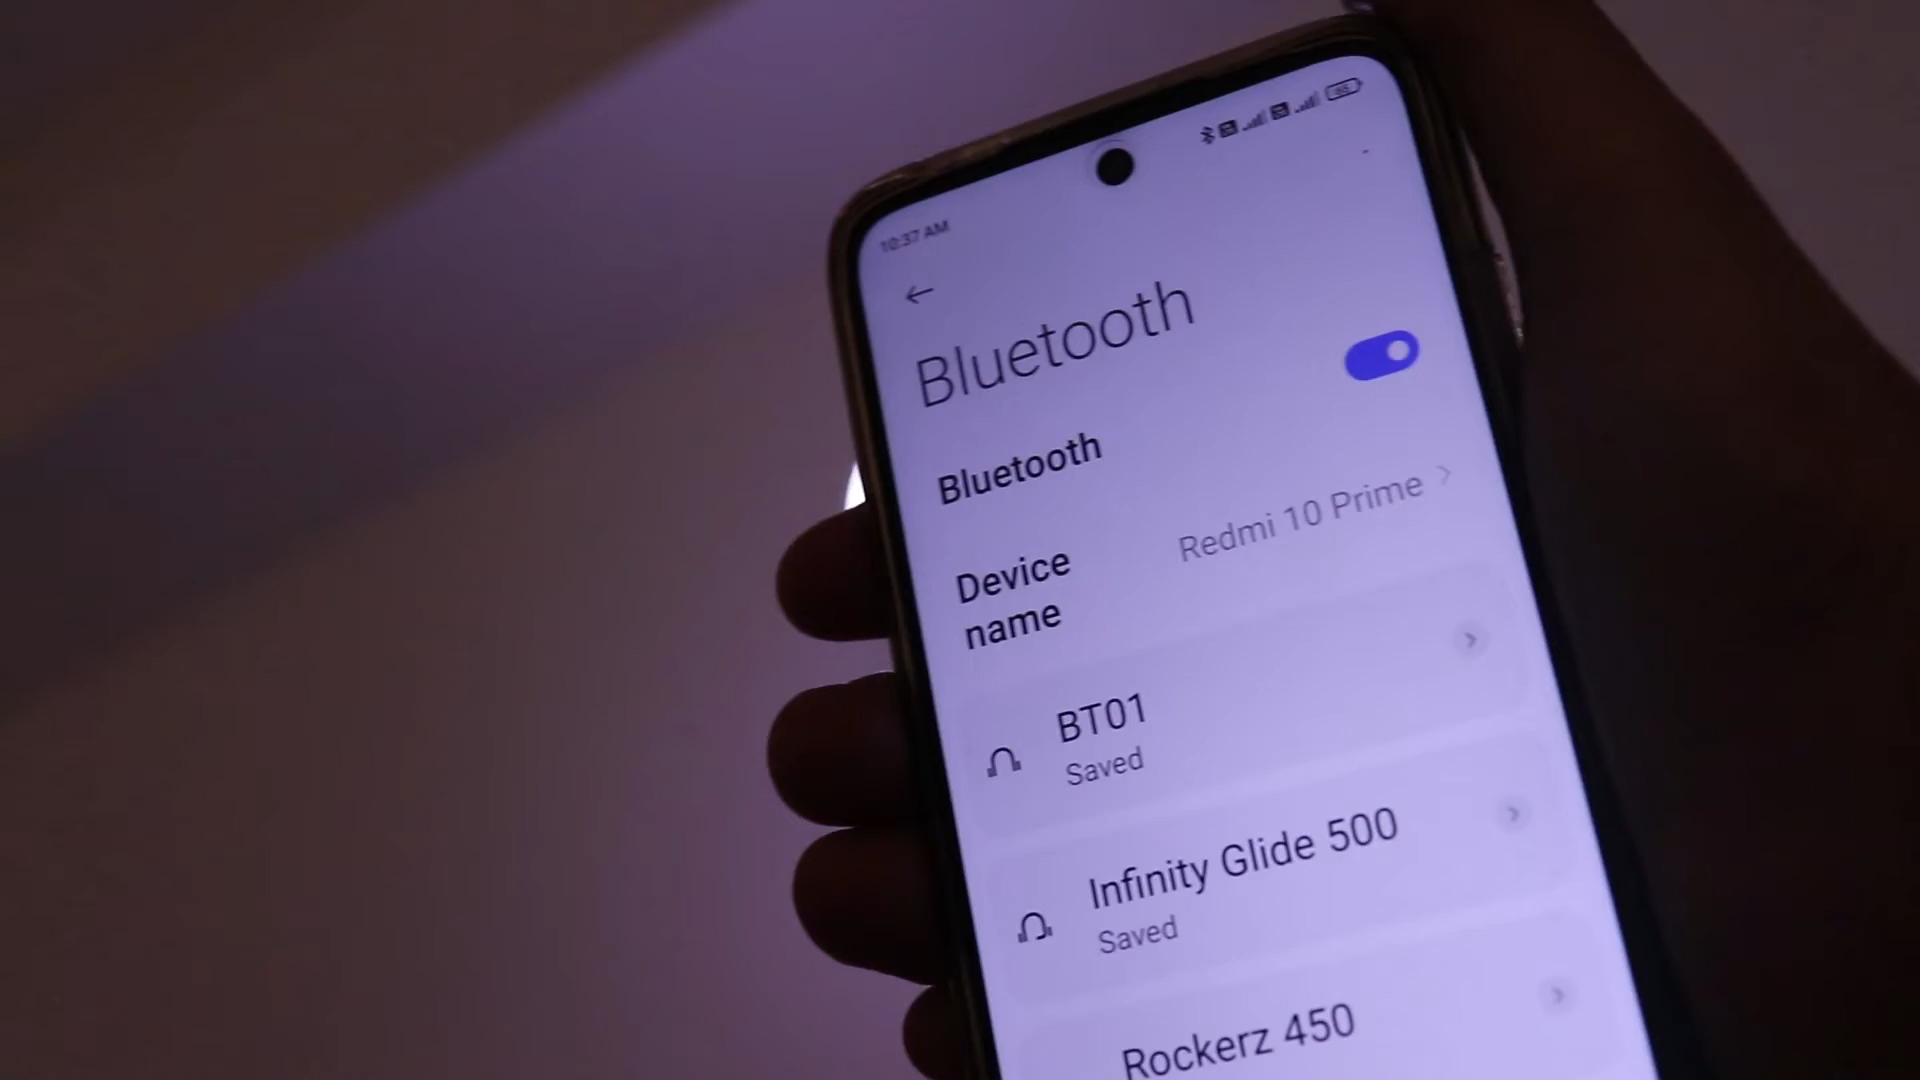 10:37 AM
Bluetooth
Bluetooth
Device
name
Redmi 10 Prime
BT01
Saved
Infinity Glide 500
Saved
Rockerz 450